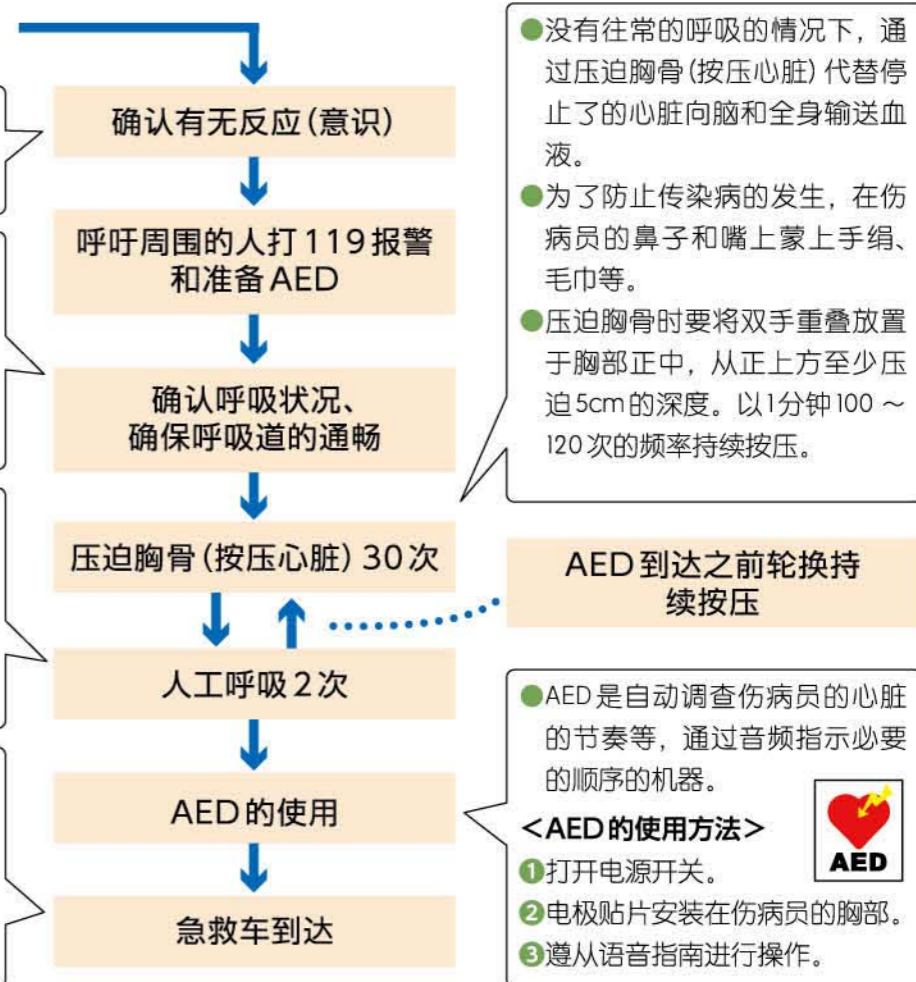 确认有无反应(意识)
呼吁周围的人打119报警
和准备AED
确认呼吸状况、
确保呼吸道的通畅
压迫胸骨(按压心脏)30次
人工呼吸2次
AED的使用
急救车到达
●没有往常的呼吸的情况下，通
过压迫胸骨(按压心脏)代替停
止了的心脏向脑和全身输送血
液。
●为了防止传染病的发生，在伤
病员的鼻子和嘴上蒙上手绢、
毛巾等。
●压迫胸骨时要将双手重叠放置
于胸部正中，从正上方至少压
迫5cm的深度。以1分钟100～
120次的频率持续按压。
AED到达之前轮换持
续按压
●AED是自动调查伤病员的心脏
的节奏等，通过音频指示必要
的顺序的机器。
＜AED的使用方法＞
❶打开电源开关。
❷电极贴片安装在伤病员的胸部。
❸遵从语音指南进行操作。
AED